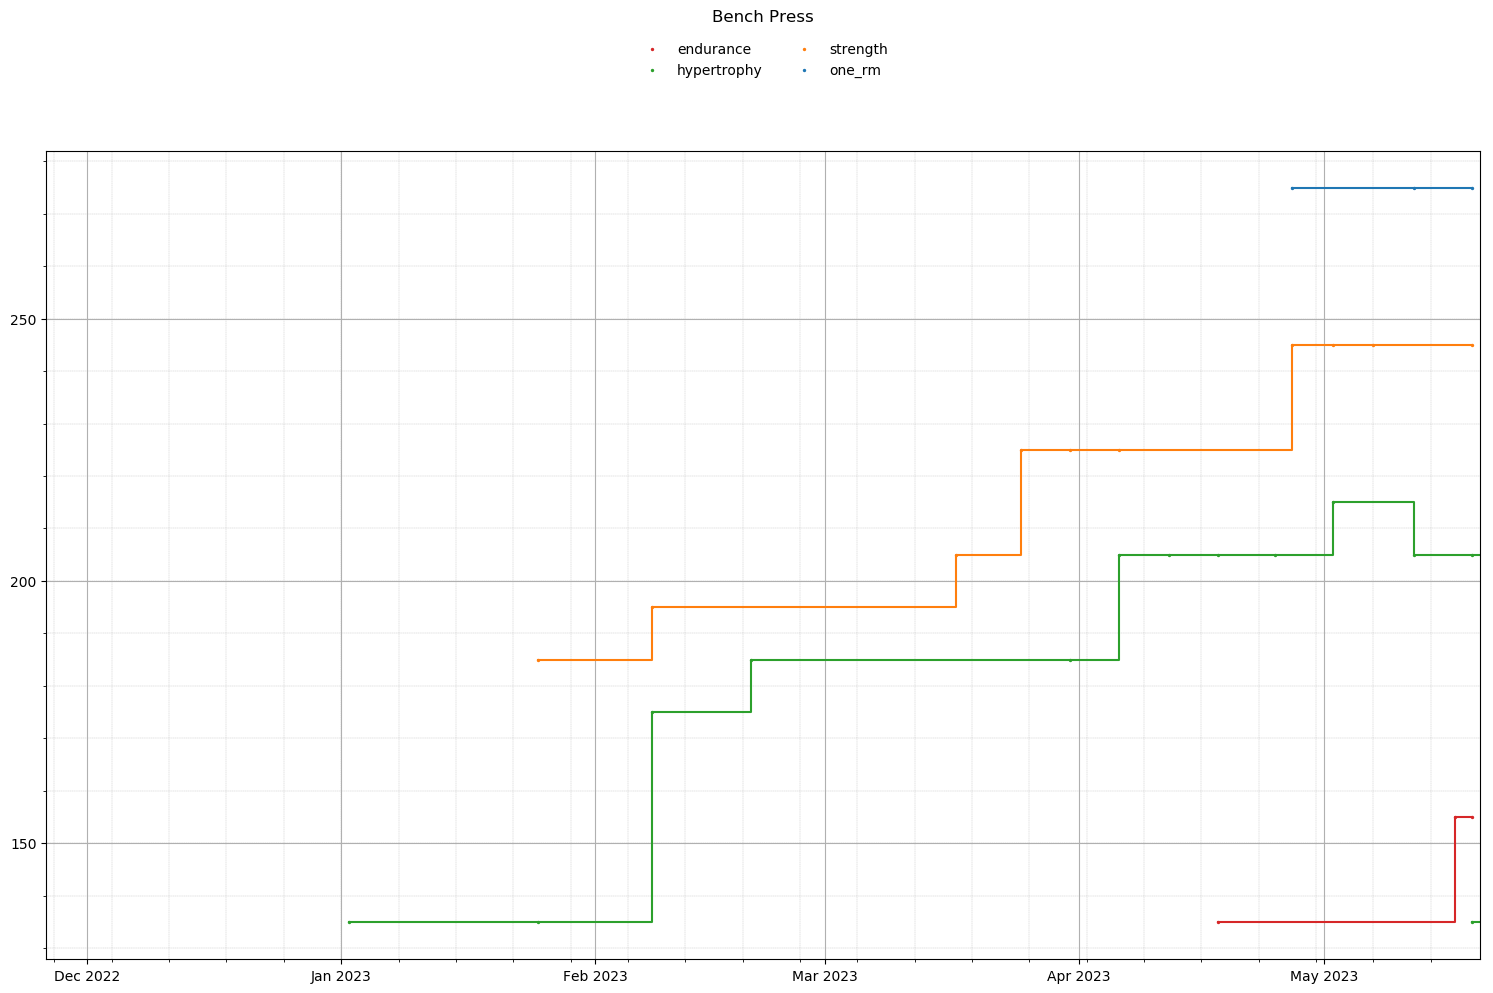 Bench Press
endurance strength
hypertrophy one_rm
250
200
150
Dec 2022 Jan 2023 Feb 2023 Mar 2023 Apr 2023 May 2023